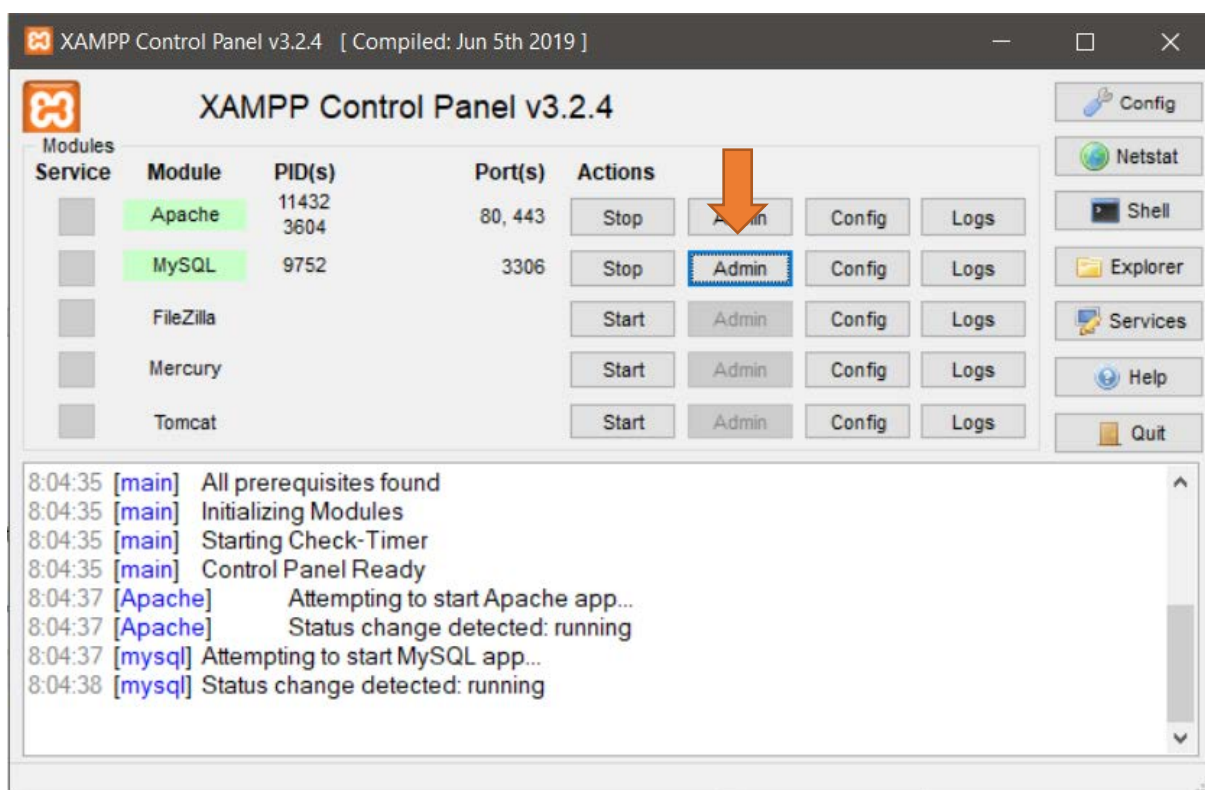 XAMPP Control Panel v3.2.4 [ Compiled: Jun 5th 2019 ]
XAMPP Control Panel v3.2.4
Config
Modules
Netstat
Service Module PID(s) Port(s) Actions
Apache 11432 3604 80, 443 Stop Config Logs
Shell
MySQL 9752 3306 Stop Admin Config Logs
Explorer
FileZilla Start Admin Config Logs
Services
Mercury Start Admin Config Logs
Help
Tomcat Start Admin Config Logs
Quit
8:04:35 [main] All prerequisites found
8:04:35 [main] Initializing Modules
8:04:35 [main] Starting Check-Timer
8:04:35 [main] Control Panel Ready
8:04:37 [Apache] Attempting to start Apache app...
8:04:37 [Apache] Status change detected: running
8:04:37 [mysql] Attempting to start MySQL app...
8:04:38 [mysql] Status change detected: running